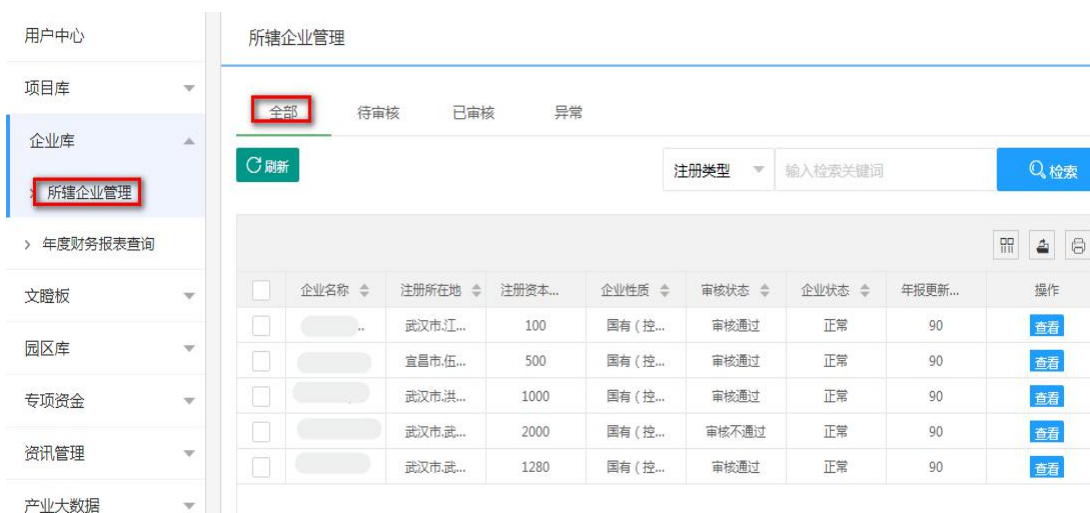 用户中心
项目库
企业库
所辖企业管理
年度财务报表查询
文瞪板
园区库
专项资金
资讯管理
产业大数据
所辖企业管理
全部 待审核 已审核 异常
刷新 注册类型 输入检索关键词 检索
企业名称 注册所在地 注册资本... 企业性质 审核状态 企业状态 年报更新... 操作
.. 武汉市.江... 100 国有 ( 控... 审核通过 正常 90 查看
宜昌市.伍... 500 国有 ( 控... 审核通过 正常 90 查看
武汉市.洪... 1000 国有 ( 控... 审核通过 正常 90 查看
武汉市.武... 2000 国有 ( 控... 审核不通过 正常 90 查看
武汉市.武... 1280 国有 ( 控... 审核通过 正常 90 查看